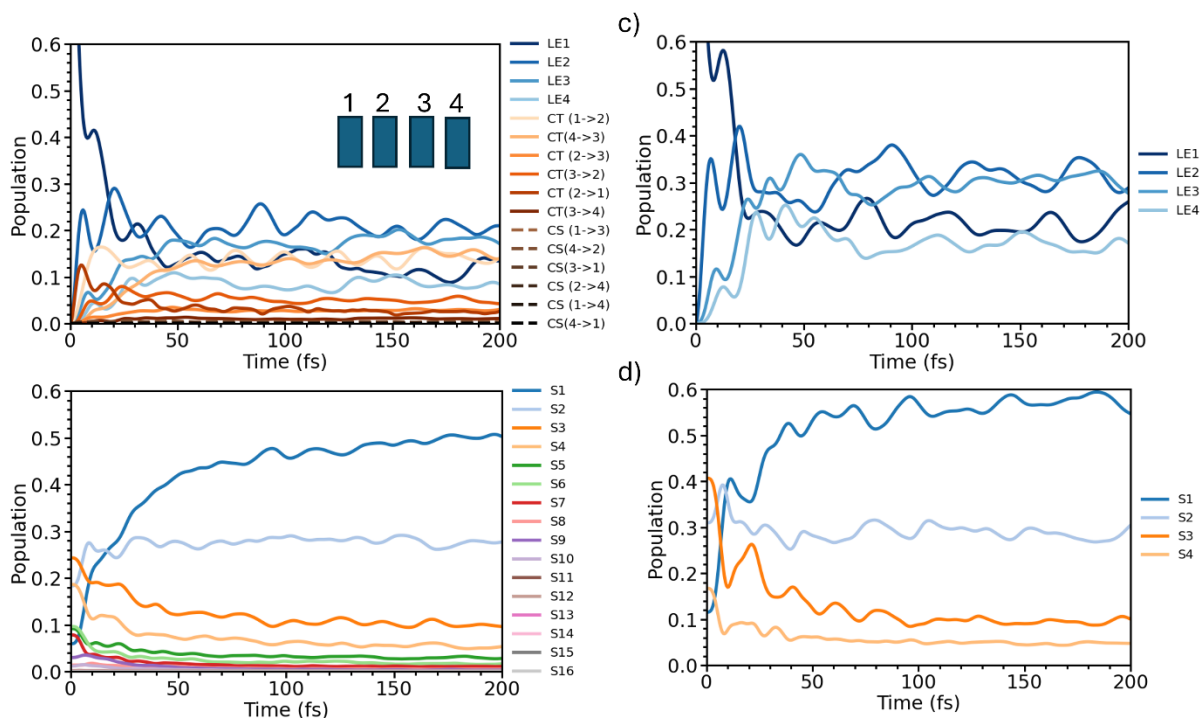 c)
0.6
0.5
0.4
0.3
0.2
0.1
0.0
Population
0 50 100 150 200
Time (fs)
1 2 3 4
LE1
LE2
LE3
LE4
CT (1->2)
CT(4->3)
CT (2->3)
CT(3->2)
CT (2->1)
CT(3->4)
CS (1->3)
CS(4->2)
CS(3->1)
CS (2->4)
CS (1->4)
CS(4->1)
0.6
0.5
0.4
0.3
0.2
0.1
0.0
Population
0 50 100 150 200
Time (fs)
LE1
LE2
LE3
LE4
0.6
0.5
0.4
0.3
0.2
0.1
0.0
Population
0 50 100 150 200
Time (fs)
S1
S2
S3
S4
S5
S6
S7
S8
S9
S10
S11
S12
S13
S14
S15
S16
d)
0.6
0.5
0.4
0.3
0.2
0.1
0.0
Population
0 50 100 150 200
Time (fs)
S1
S2
S3
S4